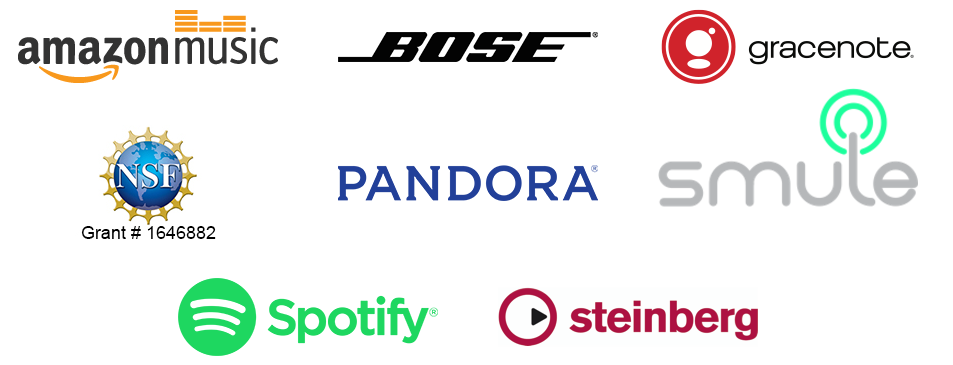 amazonmusic
BOSE®
gracenote®
NSF
Grant # 1646882
PANDORA®
smule
Spotify®
steinberg